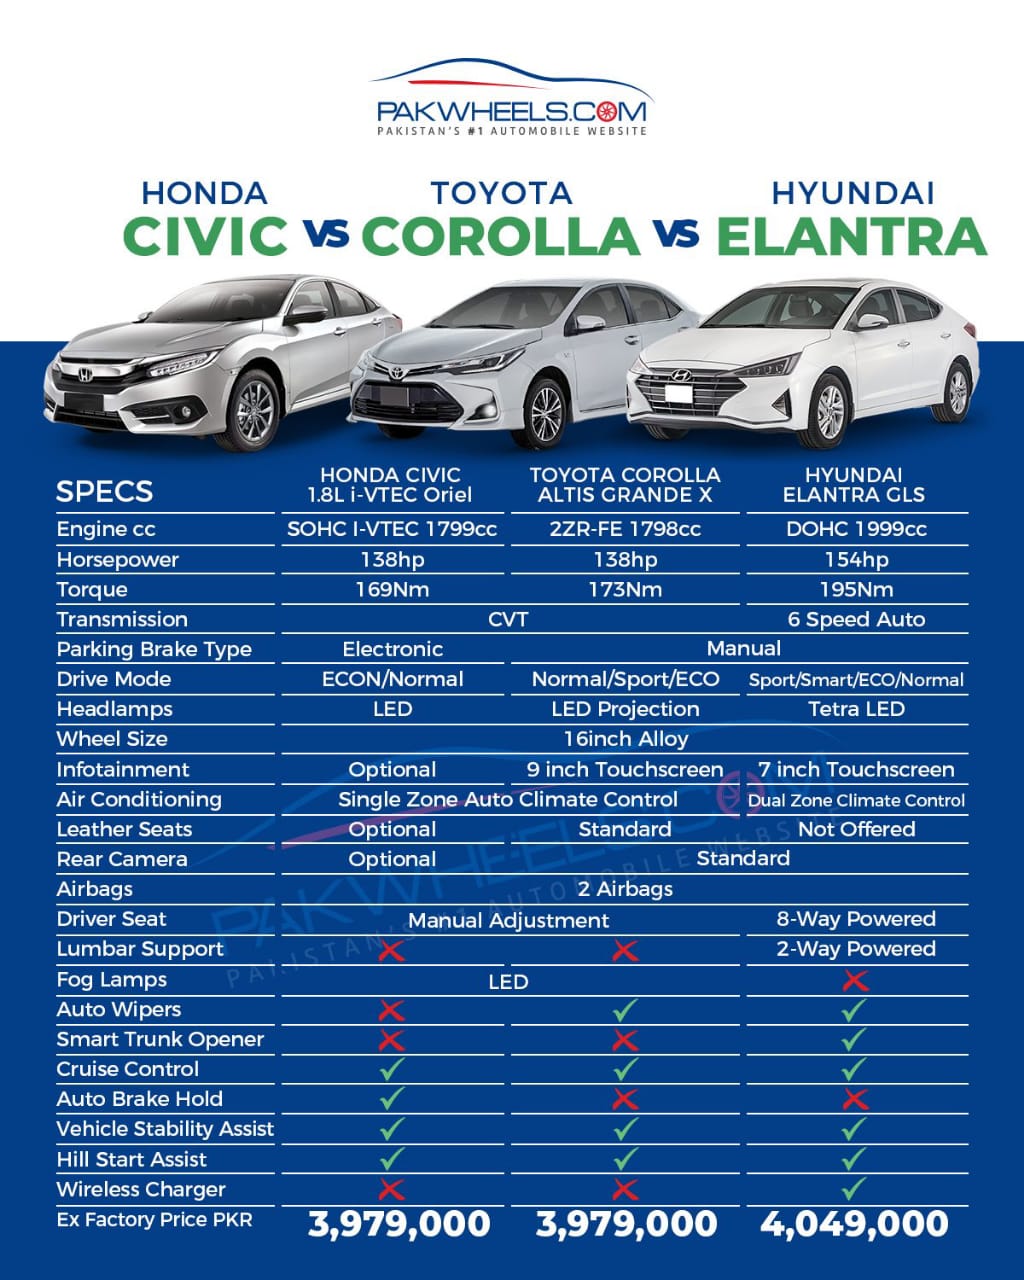 PAKWHEELS.COM
PAKISTAN'S #1 AUTOMOBILE WEBSITE
HONDA TOYOTA HYUNDAI
CIVIC VS COROLLA VS ELANTRA
SPECS HONDA CIVIC 1.8L i-VTEC Oriel TOYOTA COROLLA ALTIS GRANDE X HYUNDAI ELANTRA GLS
Engine cc SOHC I-VTEC 1799cc 2ZR-FE 1798cc DOHC 1999cc
Horsepower 138hp 138hp 154hp
Torque 169Nm 173Nm 195Nm
Transmission CVT 6 Speed Auto
Parking Brake Type Electronic Manual
Drive Mode ECON/Normal Normal/Sport/ECO Sport/Smart/ECO/Normal
Headlamps LED LED Projection Tetra LED
Wheel Size 16inch Alloy
Infotainment Optional 9 inch Touchscreen 7 inch Touchscreen
Air Conditioning Single Zone Auto Climate Control Dual Zone Climate Control
Leather Seats Optional Standard Not Offered
Rear Camera Optional Standard
Airbags 2 Airbags
Driver Seat Manual Adjustment 8-Way Powered
Lumbar Support 2-Way Powered
Fog Lamps LED
Auto Wipers
Smart Trunk Opener
Cruise Control
Auto Brake Hold
Vehicle Stability Assist
Hill Start Assist
Wireless Charger
Ex Factory Price PKR 3,979,000 3,979,000 4,049,000
PAKWHEELS.COM
PAKISTAN'S #1 AUTOMOBILE WEBSITE